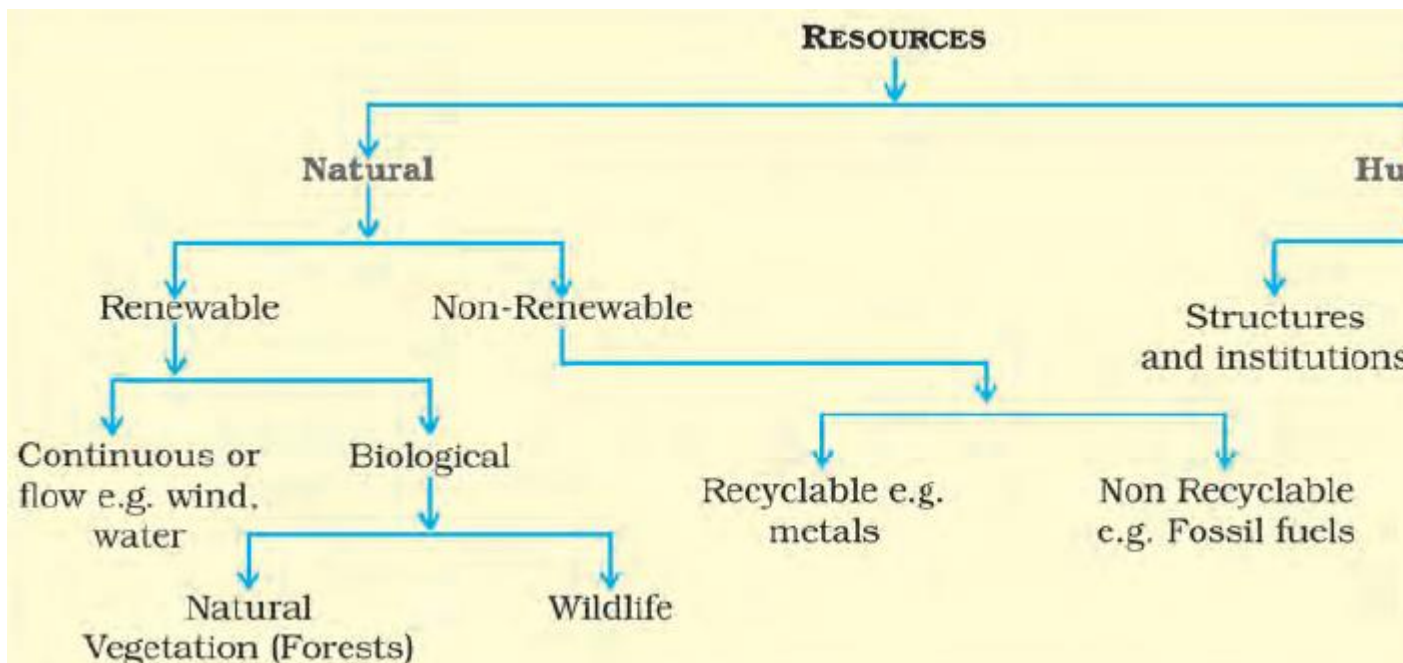 RESOURCES
Natural
Hu
Renewable
Non-Renewable
Structures
and institutions
Continuous or
flow e.g. wind,
water
Biological
Recyclable e.g.
metals
Non Recyclable
e.g. Fossil fuels
Natural
Vegetation (Forests)
Wildlife